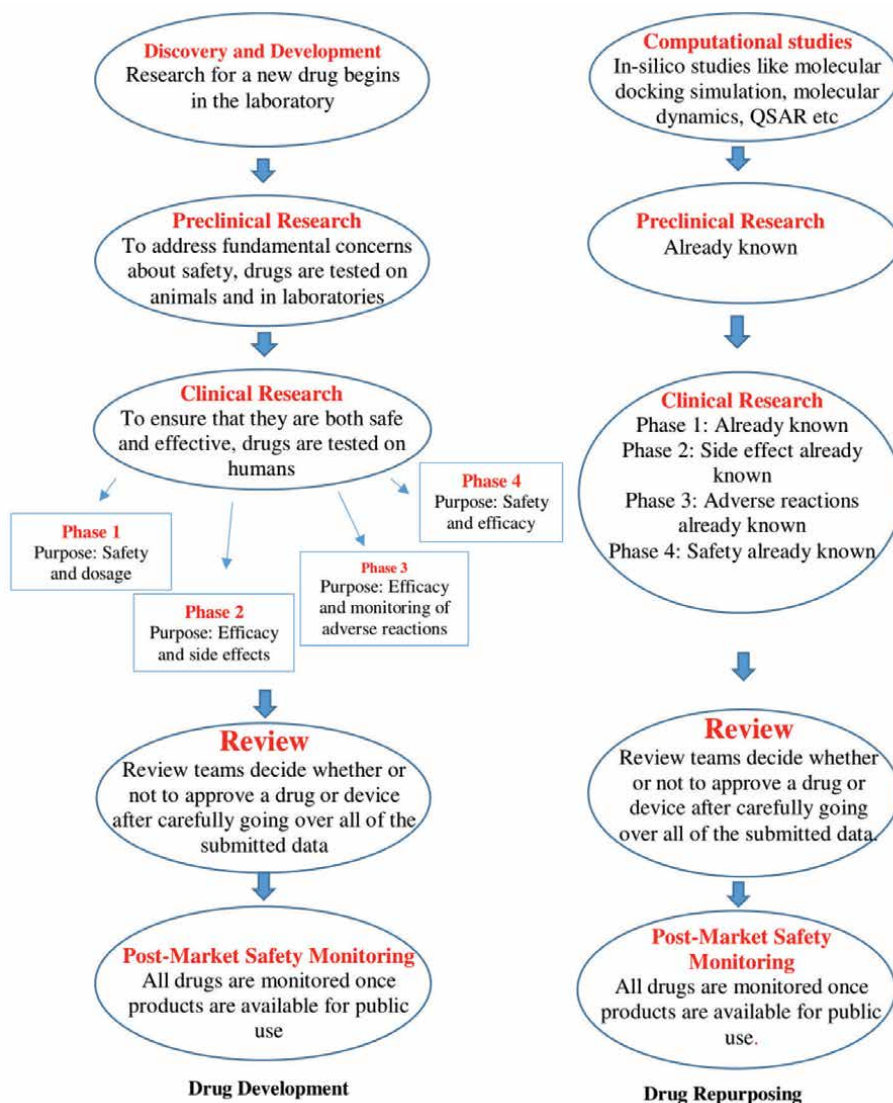 Discovery and Development
Research for a new drug begins
in the laboratory
Preclinical Research
To address fundamental concerns
about safety, drugs are tested on
animals and in laboratories
Clinical Research
To ensure that they are both safe
and effective, drugs are tested on
humans
Phase 1
Purpose: Safety
and dosage
Phase 2
Purpose: Efficacy
and side effects
Phase 3
Purpose: Efficacy
and monitoring of
adverse reactions
Phase 4
Purpose: Safety
and efficacy
Review
Review teams decide whether or
not to approve a drug or device
after carefully going over all of the
submitted data
Post-Market Safety Monitoring
All drugs are monitored once
products are available for public
use
Drug Development
Computational studies
In-silico studies like molecular
docking simulation, molecular
dynamics, QSAR etc
Preclinical Research
Already known
Clinical Research
Phase 1: Already known
Phase 2: Side effect already
known
Phase 3: Adverse reactions
already known
Phase 4: Safety already known
Review
Review teams decide whether
or not to approve a drug or
device after carefully going
over all of the submitted data.
Post-Market Safety
Monitoring
All drugs are monitored once
products are available for public
use.
Drug Repurposing